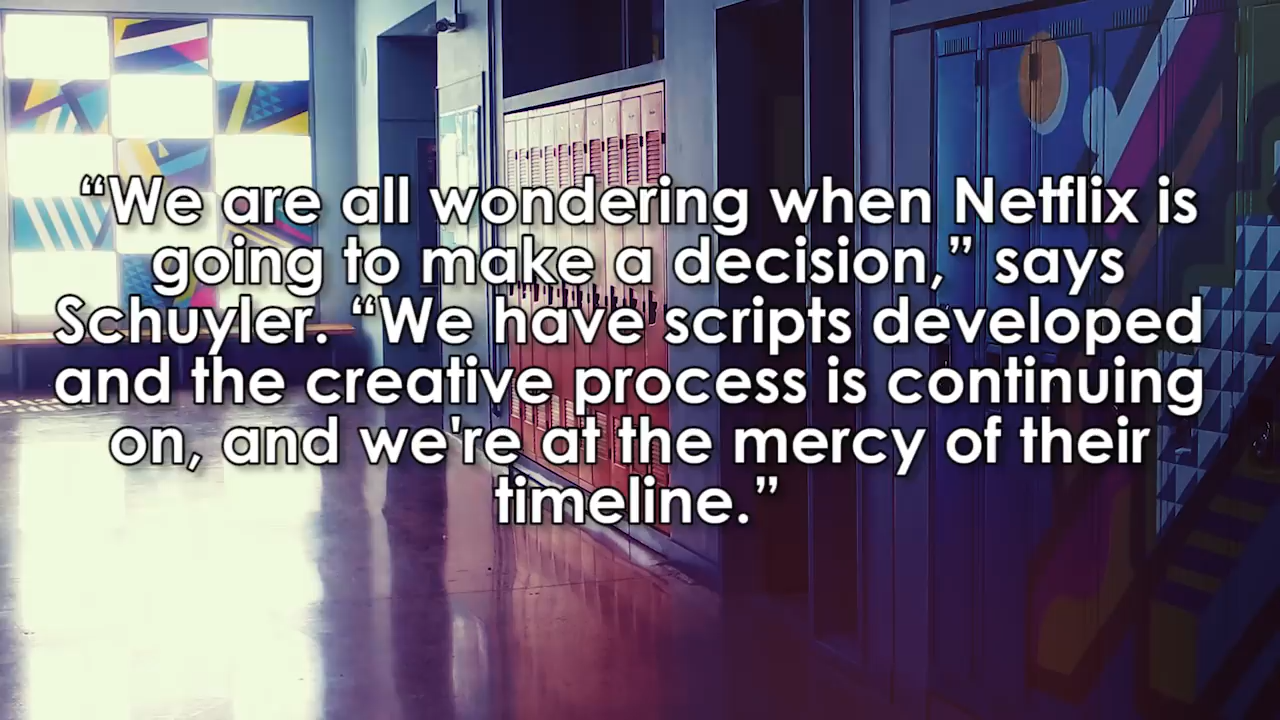 “We are all wondering when Netflix is
going to make a decision,” says
Schuyler. “We have scripts developed
and the creative process is continuing
on, and we're at the mercy of their
timeline.”